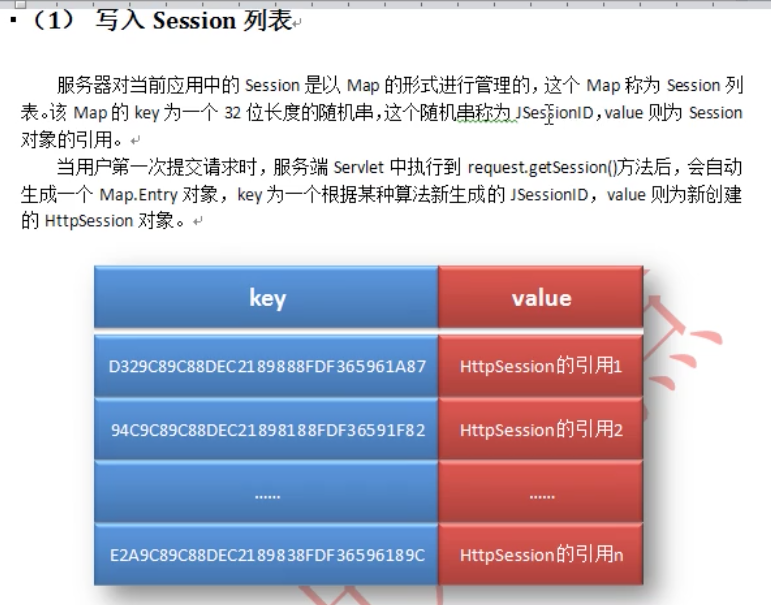 （1） 写入 Session 列表
服务器对当前应用中的 Session 是以 Map 的形式进行管理的，这个 Map 称为 Session 列
表。该 Map 的 key 为一个 32 位长度的随机串，这个随机串称为 JSessionID，value 则为 Session
对象的引用。
当用户第一次提交请求时，服务端 Servlet 中执行到 request.getSession()方法后，会自动
生成一个 Map.Entry 对象，key 为一个根据某种算法新生成的 JSessionID，value 则为新创建
的 HttpSession 对象。
key value
D329C89C88DEC2189888FDF365961A87 HttpSession的引用1
94C9C89C88DEC21898188FDF36591F82 HttpSession的引用2
...... ......
E2A9C89C88DEC2189838FDF36596189C HttpSession的引用n